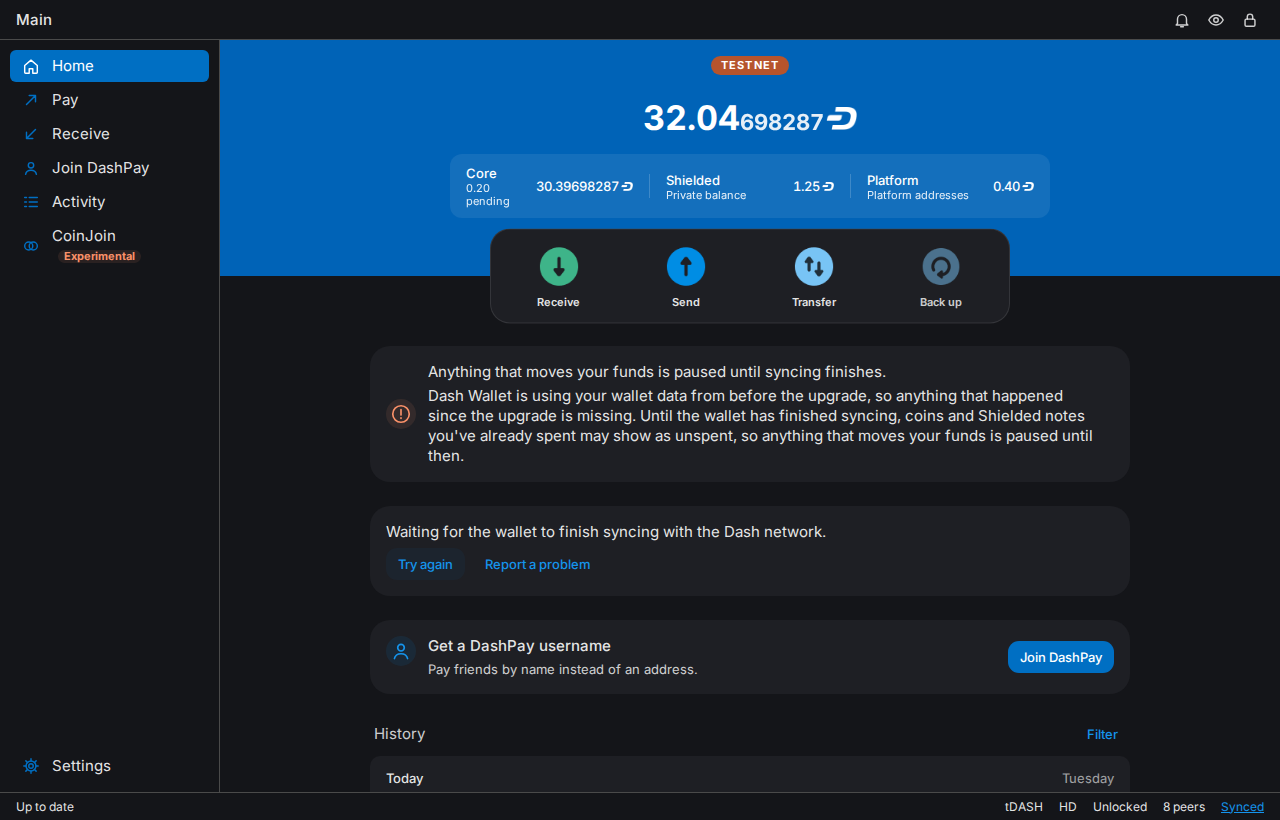 Main
Home
Pay
Receive
Join DashPay
Activity
CoinJoin
Experimental
Settings
TESTNET
32.04698287
Core
0.20
pending
30.39698287
Shielded
Private balance
1.25
Platform
Platform addresses
0.40
Receive
Send
Transfer
Back up
Anything that moves your funds is paused until syncing finishes.
Dash Wallet is using your wallet data from before the upgrade, so anything that happened
since the upgrade is missing. Until the wallet has finished syncing, coins and Shielded notes
you've already spent may show as unspent, so anything that moves your funds is paused until
then.
Waiting for the wallet to finish syncing with the Dash network.
Try again
Report a problem
Get a DashPay username
Pay friends by name instead of an address.
Join DashPay
History
Filter
Today
Tuesday
Up to date
tDASH
HD
Unlocked
8 peers
Synced